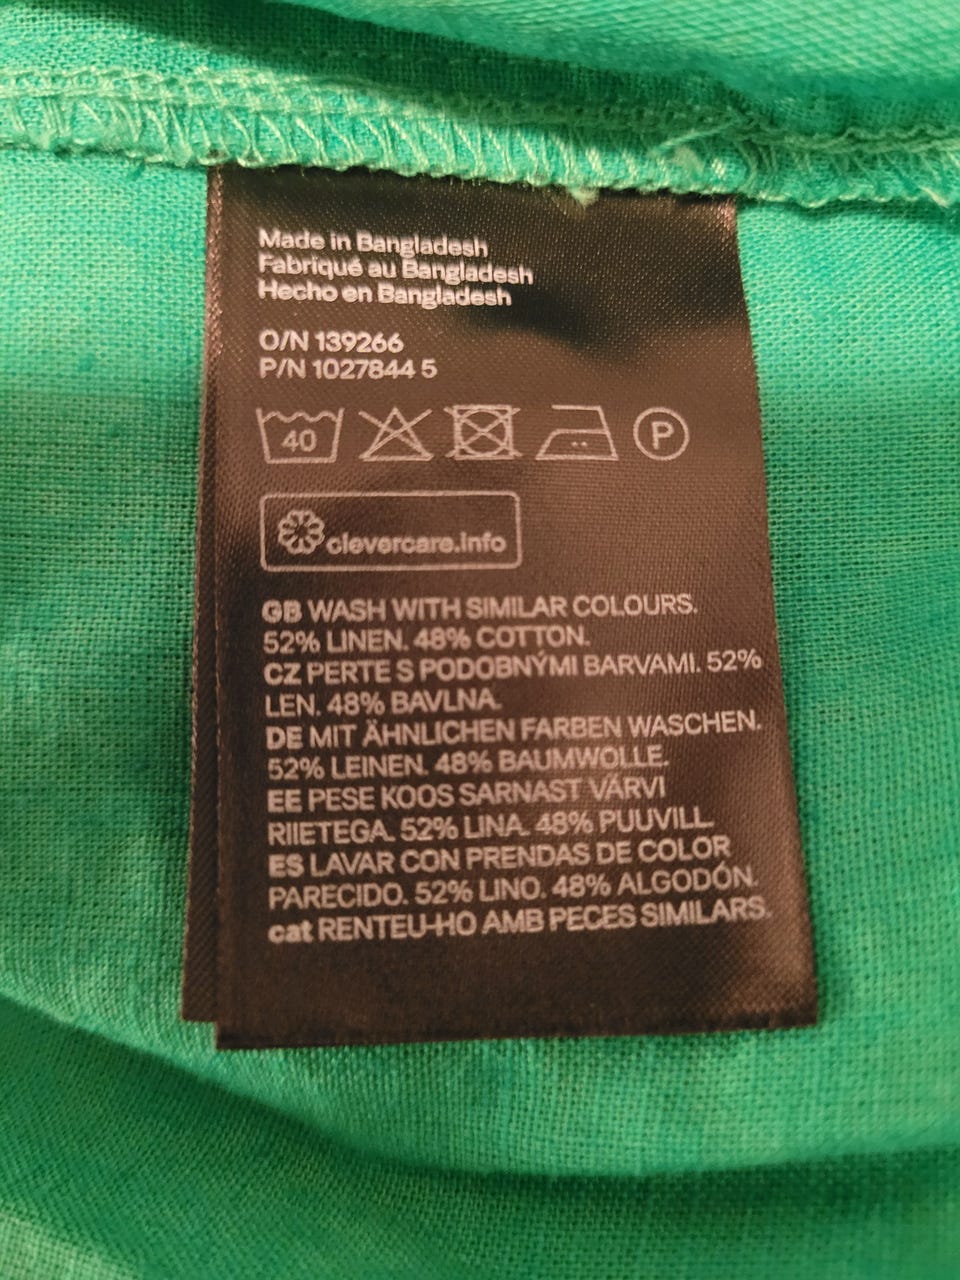 Made in Bangladesh
Fabriqué au Bangladesh
Hecho en Bangladesh
O/N 139266
P/N 1027844 5
40
P
clevercare.info
GB WASH WITH SIMILAR COLOURS.
52% LINEN. 48% COTTON.
CZ PERTE S PODOBNÝMI BARVAMI. 52%
LEN. 48% BAVLNA.
DE MIT ÄHNLICHEN FARBEN WASCHEN.
52% LEINEN. 48% BAUMWOLLE.
EE PESE KOOS SARNAST VÄRVI
RIIETEGA. 52% LINA. 48% PUUVILL.
ES LAVAR CON PRENDAS DE COLOR
PARECIDO. 52% LINO. 48% ALGODÓN.
cat RENTEU-HO AMB PECES SIMILARS.